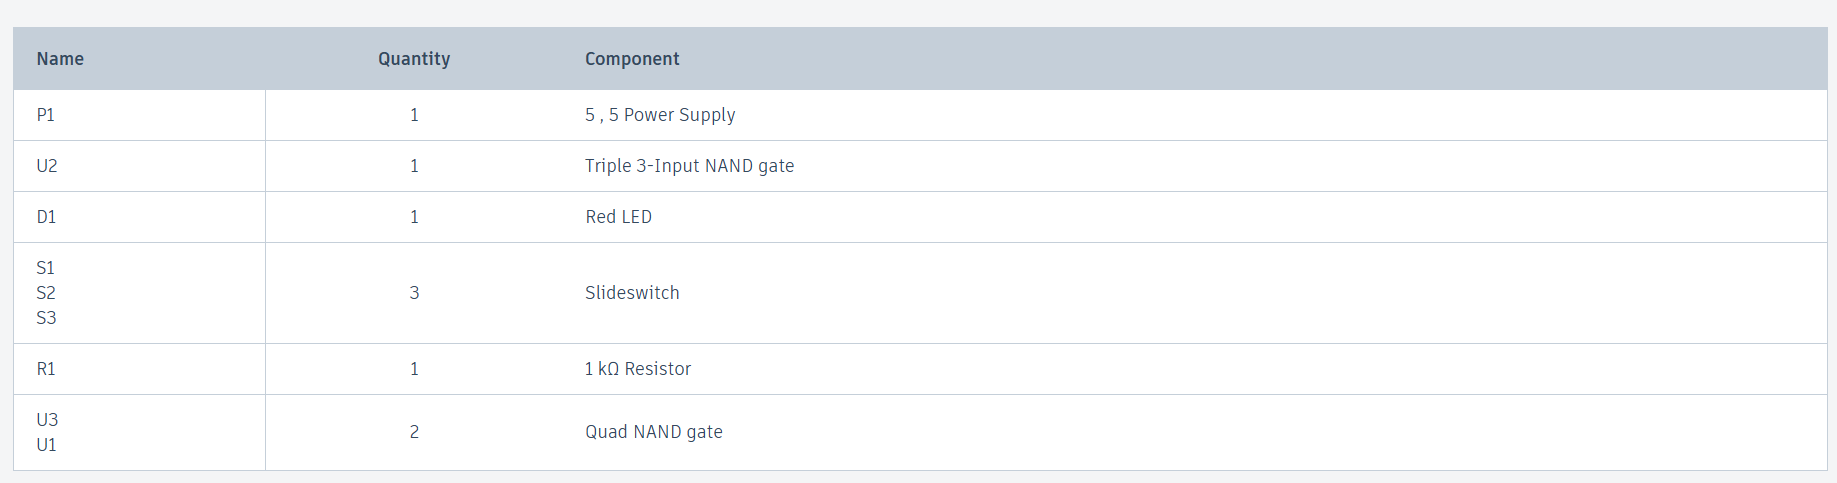 Name Quantity Component
P1 1 5 , 5 Power Supply
U2 1 Triple 3-Input NAND gate
D1 1 Red LED
S1
S2 3 Slideswitch
S3
R1 1 1 kΩ Resistor
U3
2 Quad NAND gate
U1